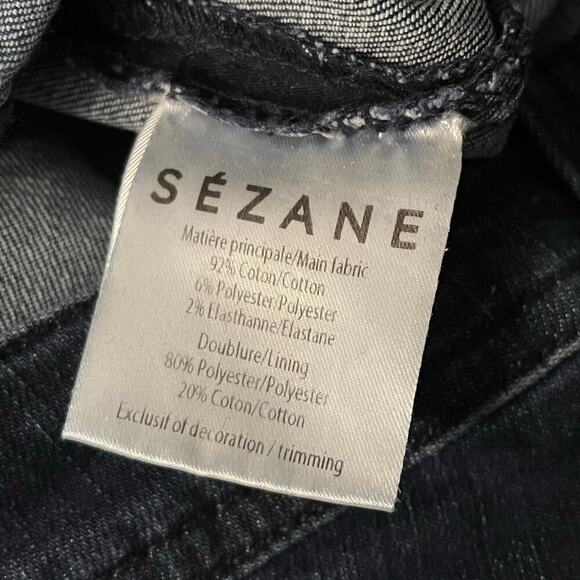 SÉZANE
Matière principale/Main fabric
92% Coton/Cotton
6% Polyester/Polyester
2% Elasthanne/Elastane
Doublure/Lining
80% Polyester/Polyester
20% Coton/Cotton
Exclusif of decoration / trimming